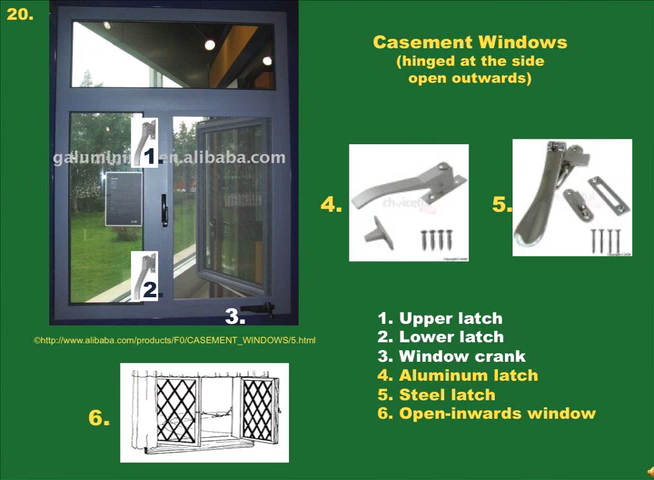 20.
Casement Windows
(hinged at the side
open outwards)
1.
2.
3.
4.
5.
6.
©http://www.alibaba.com/products/F0/CASEMENT_WINDOWS/5.html
1. Upper latch
2. Lower latch
3. Window crank
4. Aluminum latch
5. Steel latch
6. Open-inwards window